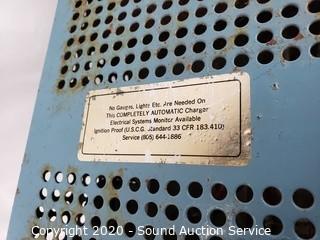 No Gauges, Lights Etc. Are Needed On
This COMPLETELY AUTOMATIC Charger
Electrical Systems Monitor Available
Ignition Proof (U.S.C.G. Standard 33 CFR 183.410)
Service (805) 644-1886
Copyright 2020 - Sound Auction Service